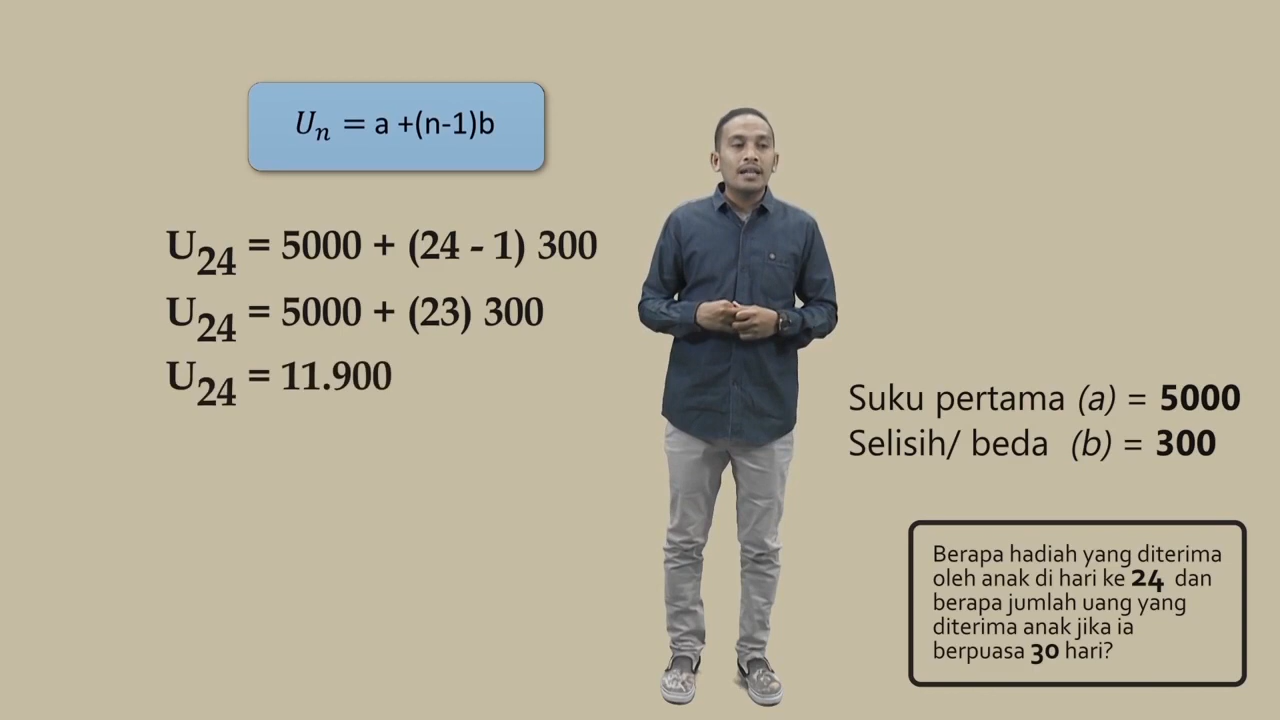 Uₙ = a +(n-1)b
U₂₄ = 5000 + (24 - 1) 300
U₂₄ = 5000 + (23) 300
U₂₄ = 11.900
Suku pertama (a) = 5000
Selisih/ beda (b) = 300
Berapa hadiah yang diterima
oleh anak di hari ke 24 dan
berapa jumlah uang yang
diterima anak jika ia
berpuasa 30 hari?